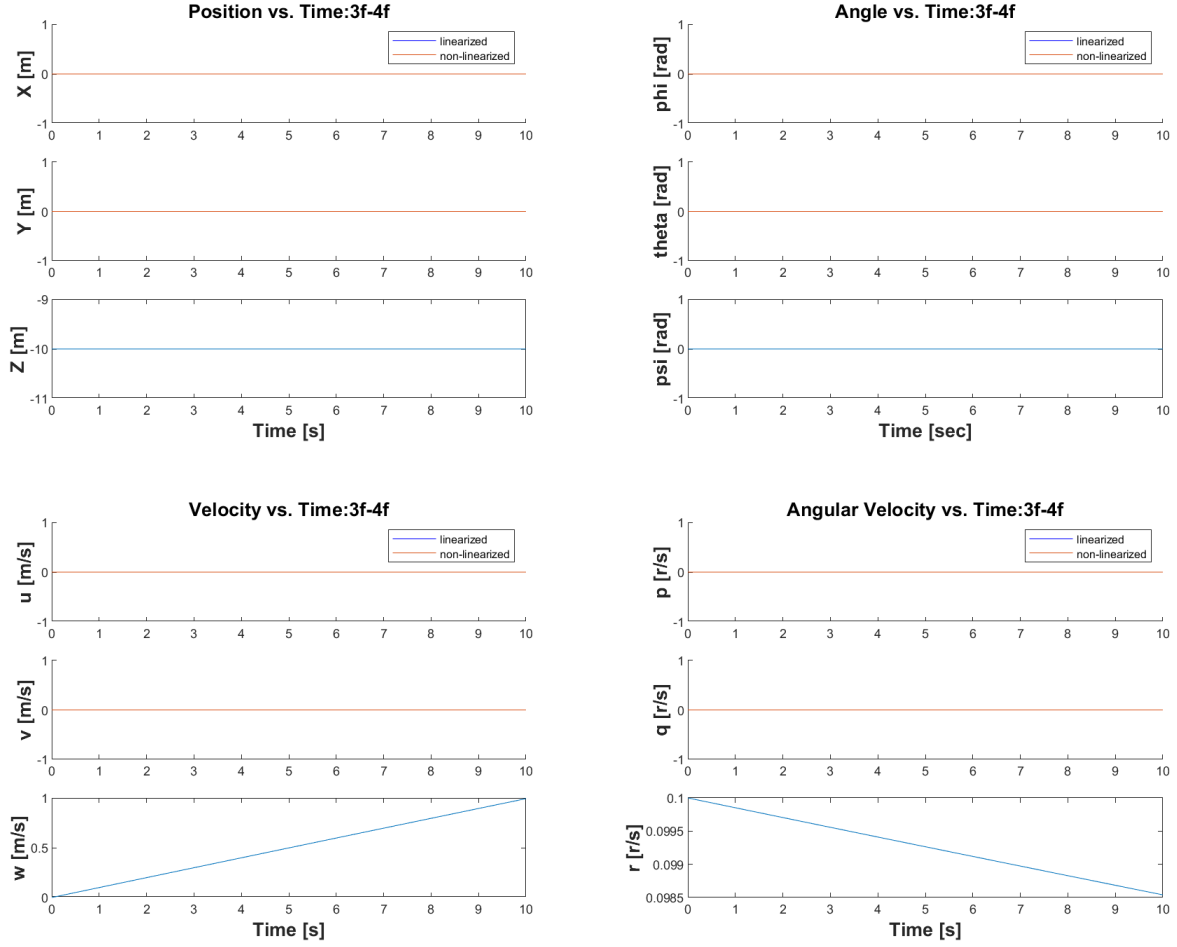 Position vs. Time:3f-4f
1
0
-1
X [m]
linearized
non-linearized
0 1 2 3 4 5 6 7 8 9 10
1
0
-1
Y [m]
0 1 2 3 4 5 6 7 8 9 10
-9
-10
-11
Z [m]
0 1 2 3 4 5 6 7 8 9 10
Time [s]
Angle vs. Time:3f-4f
1
0
-1
phi [rad]
linearized
non-linearized
0 1 2 3 4 5 6 7 8 9 10
1
0
-1
theta [rad]
0 1 2 3 4 5 6 7 8 9 10
1
0
-1
psi [rad]
0 1 2 3 4 5 6 7 8 9 10
Time [sec]
Velocity vs. Time:3f-4f
1
0
-1
u [m/s]
linearized
non-linearized
0 1 2 3 4 5 6 7 8 9 10
1
0
-1
v [m/s]
0 1 2 3 4 5 6 7 8 9 10
1
0.5
0
w [m/s]
0 1 2 3 4 5 6 7 8 9 10
Time [s]
Angular Velocity vs. Time:3f-4f
1
0
-1
p [r/s]
linearized
non-linearized
0 1 2 3 4 5 6 7 8 9 10
1
0
-1
q [r/s]
0 1 2 3 4 5 6 7 8 9 10
0.1
0.0995
0.099
0.0985
r [r/s]
0 1 2 3 4 5 6 7 8 9 10
Time [s]